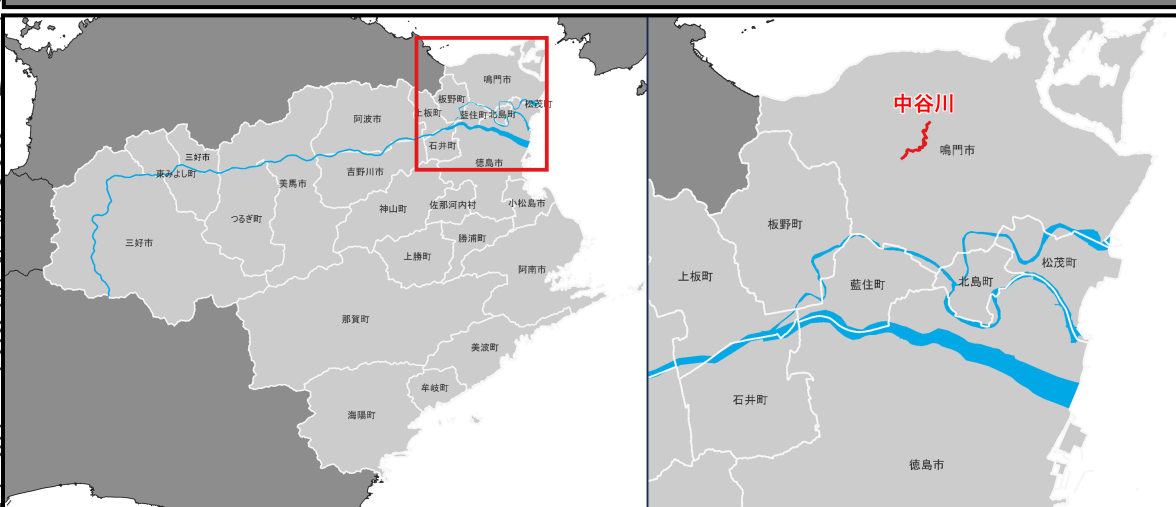 鳴門市
板野町
松茂町
上板町
藍住町
北島町
阿波市
石井町
三好市
徳島市
東みよし町
美馬市
吉野川市
つるぎ町
神山町
佐那河内村
小松島市
三好市
勝浦町
上勝町
阿南市
那賀町
美波町
牟岐町
海陽町
中谷川
鳴門市
板野町
松茂町
上板町
藍住町
北島町
石井町
徳島市